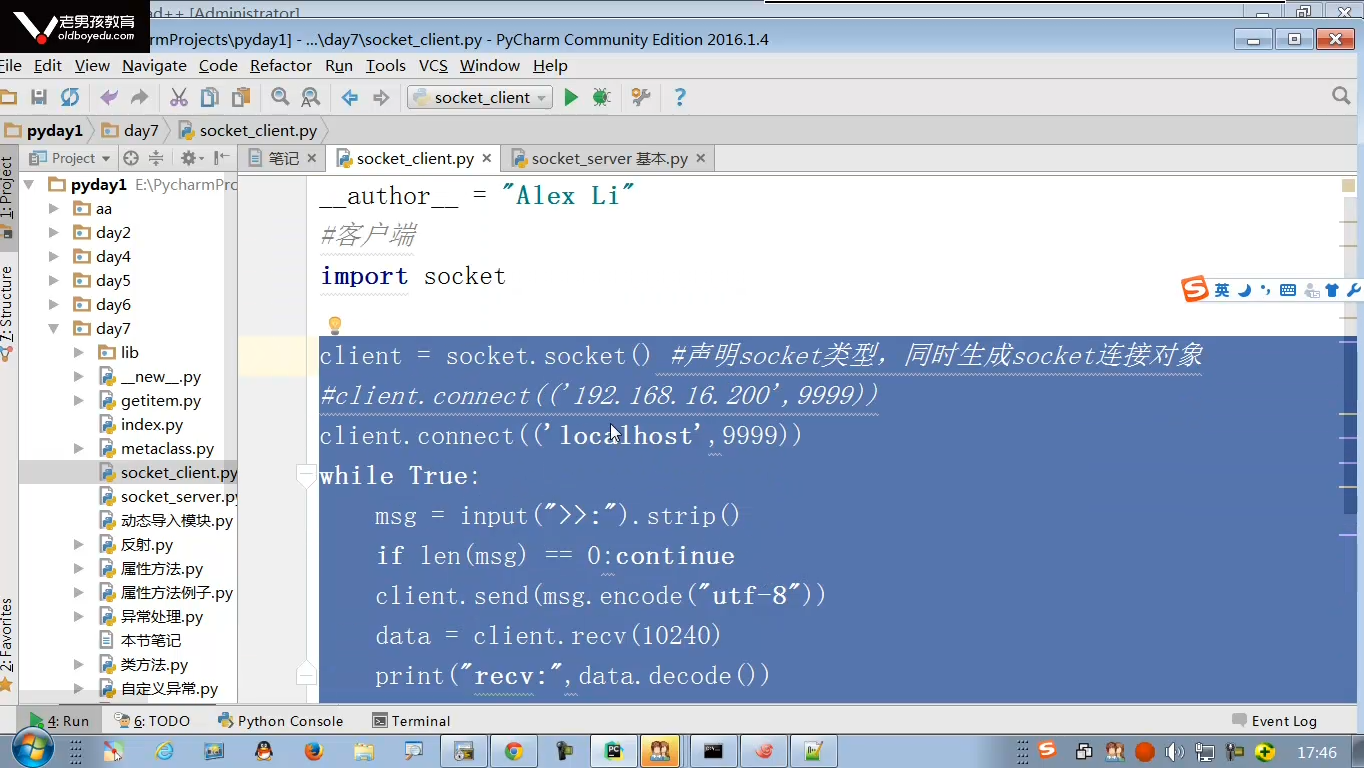 老男孩教育
oldboyedu.com
ad++ [Administrator]
rmProjects\pyday1] - ...\day7\socket_client.py - PyCharm Community Edition 2016.1.4
File Edit View Navigate Code Refactor Run Tools VCS Window Help
socket_client
pyday1 day7 socket_client.py
Project 笔记 socket_client.py socket_server 基本.py
1: Project
7: Structure
2: Favorites
pyday1 E:\PycharmPro
aa
day2
day4
day5
day6
day7
lib
__new__.py
getitem.py
index.py
metaclass.py
socket_client.py
socket_server.py
动态导入模块.py
反射.py
属性方法.py
属性方法例子.py
异常处理.py
本节笔记
类方法.py
自定义异常.py
__author__ = "Alex Li"
#客户端
import socket
client = socket.socket() #声明socket类型，同时生成socket连接对象
#client.connect(('192.168.16.200',9999))
client.connect(('localhost',9999))
while True:
msg = input(">>:").strip()
if len(msg) == 0:continue
client.send(msg.encode("utf-8"))
data = client.recv(10240)
print("recv:",data.decode())
英
4: Run 6: TODO Python Console Terminal Event Log
17:46